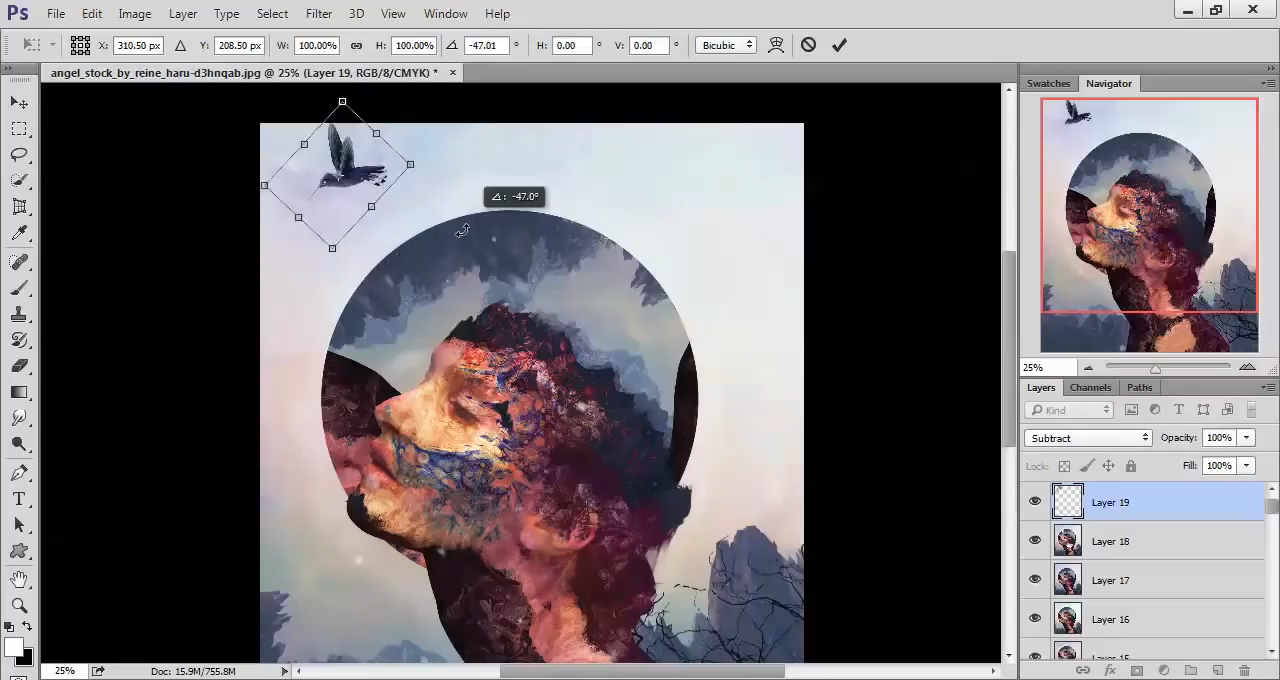 Ps File Edit Image Layer Type Select Filter 3D View Window Help
X: 310.50 px Y: 208.50 px W: 100.00% H: 100.00% -47.01 ° H: 0.00 ° V: 0.00 ° Bicubic
angel_stock_by_reine_haru-d3hnqab.jpg @ 25% (Layer 19, RGB/8/CMYK) * ×
Swatches Navigator
: -47.0°
25%
Layers Channels Paths
Kind
Subtract Opacity: 100%
Lock: Fill: 100%
Layer 19
Layer 18
Layer 17
Layer 16
Layer 15
25% Doc: 15.9M/755.8M